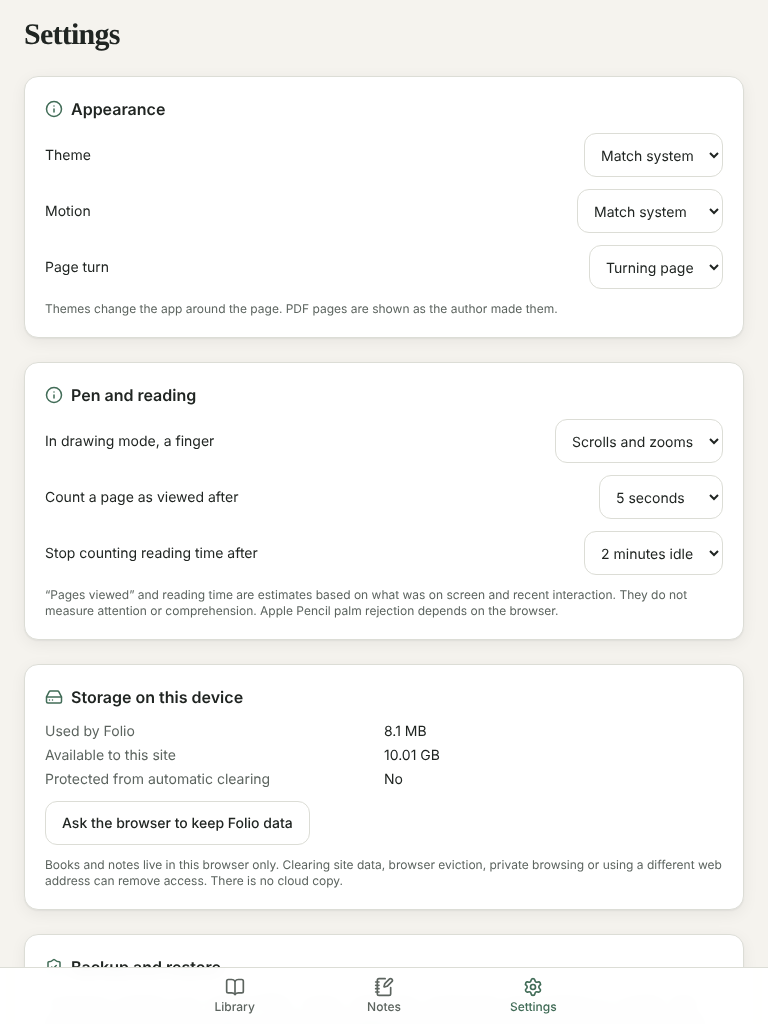 Settings
Appearance
Theme
Match system
Motion
Match system
Page turn
Turning page
Themes change the app around the page. PDF pages are shown as the author made them.
Pen and reading
In drawing mode, a finger
Scrolls and zooms
Count a page as viewed after
5 seconds
Stop counting reading time after
2 minutes idle
“Pages viewed” and reading time are estimates based on what was on screen and recent interaction. They do not
measure attention or comprehension. Apple Pencil palm rejection depends on the browser.
Storage on this device
Used by Folio
8.1 MB
Available to this site
10.01 GB
Protected from automatic clearing
No
Ask the browser to keep Folio data
Books and notes live in this browser only. Clearing site data, browser eviction, private browsing or using a different web
address can remove access. There is no cloud copy.
Backup and restore
Library
Notes
Settings